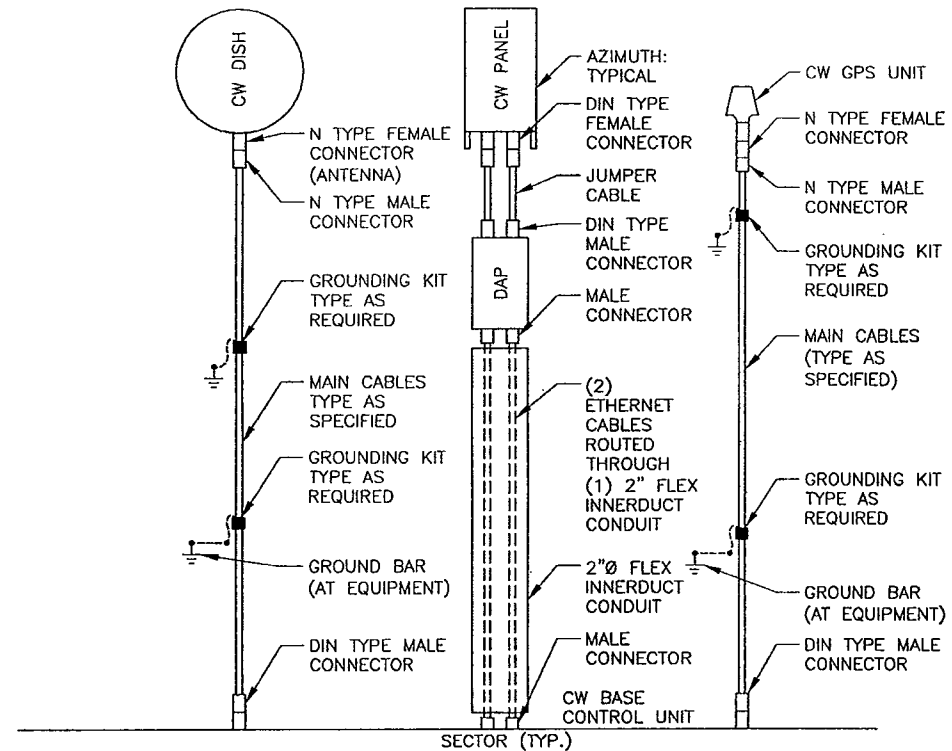 CW DISH
N TYPE FEMALE
CONNECTOR
(ANTENNA)
N TYPE MALE
CONNECTOR
GROUNDING KIT
TYPE AS
REQUIRED
MAIN CABLES
TYPE AS
SPECIFIED
GROUNDING KIT
TYPE AS
REQUIRED
GROUND BAR
(AT EQUIPMENT)
DIN TYPE MALE
CONNECTOR
CW PANEL
AZIMUTH:
TYPICAL
DIN TYPE
FEMALE
CONNECTOR
JUMPER
CABLE
DIN TYPE
MALE
CONNECTOR
DAP
MALE
CONNECTOR
(2)
ETHERNET
CABLES
ROUTED
THROUGH
(1) 2" FLEX
INNERDUCT
CONDUIT
2"Ø FLEX
INNERDUCT
CONDUIT
MALE
CONNECTOR
CW BASE
CONTROL UNIT
SECTOR (TYP.)
CW GPS UNIT
N TYPE FEMALE
CONNECTOR
N TYPE MALE
CONNECTOR
GROUNDING KIT
TYPE AS
REQUIRED
MAIN CABLES
(TYPE AS
SPECIFIED)
GROUNDING KIT
TYPE AS
REQUIRED
GROUND BAR
(AT EQUIPMENT)
DIN TYPE MALE
CONNECTOR